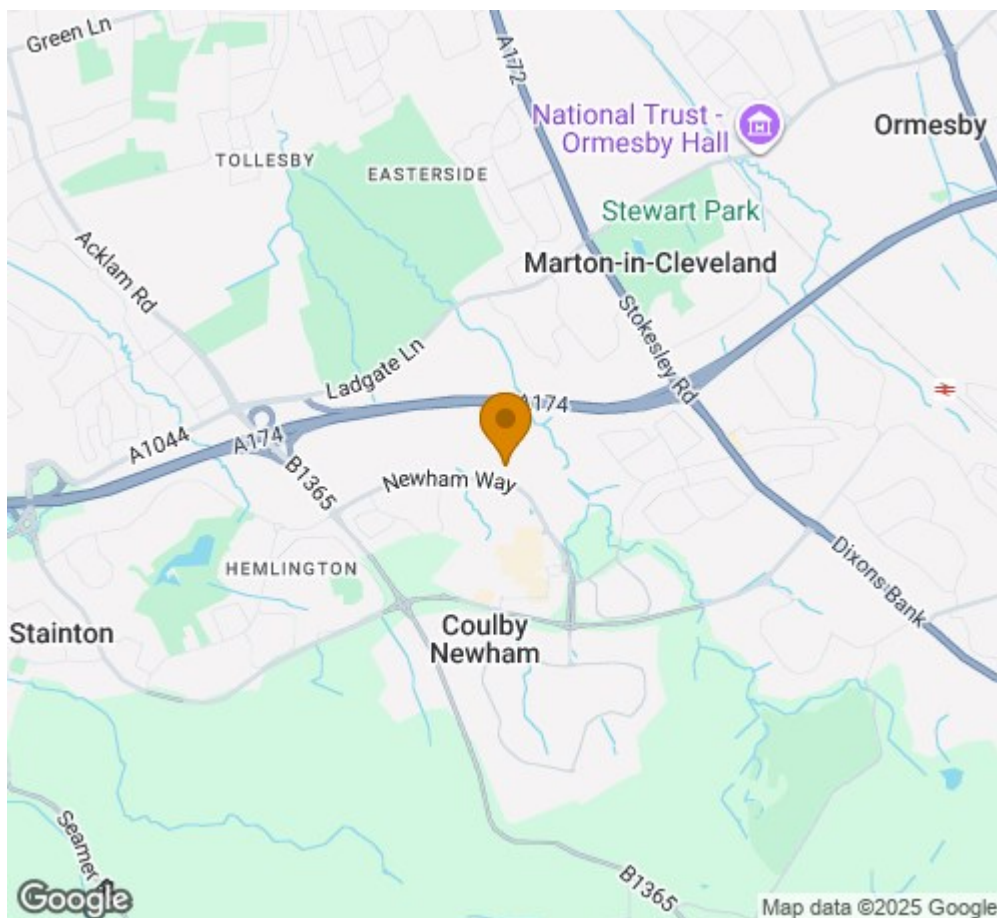 Green Ln
A172
National Trust -
Ormesby Hall
Ormesby
TOLLESBY
EASTERSIDE
Stewart Park
Acklam Rd
Marton-in-Cleveland
Stokesley Rd
Ladgate Ln
A174
A1044
A174
B1365
Newham Way
HEMLINGTON
Dixons Bank
Stainton
Coulby
Newham
Seamer
B1365
Google
Map data ©2025 Google